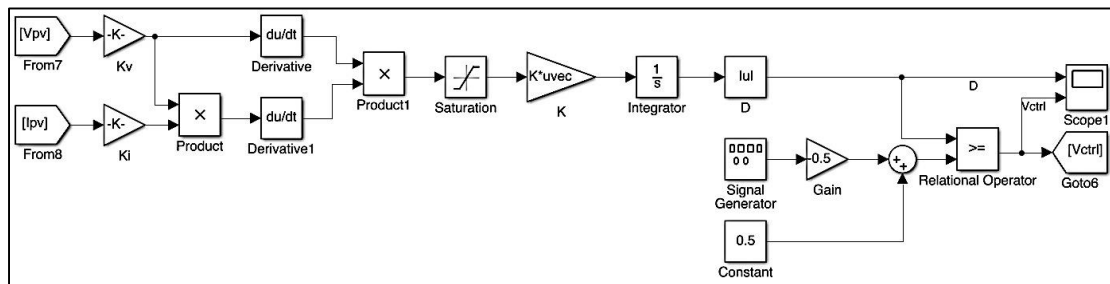 [Vpv]
From7
-K-
Kv
du/dt
Derivative
[Ipv]
From8
-K-
Ki
×
Product
du/dt
Derivative1
×
Product1
Saturation
K*uvec
K
1
s
Integrator
|u|
D
D
Vctrl
Scope1
Signal
Generator
-0.5
Gain
+
+
>=
Relational Operator
[Vctrl]
Goto6
0.5
Constant